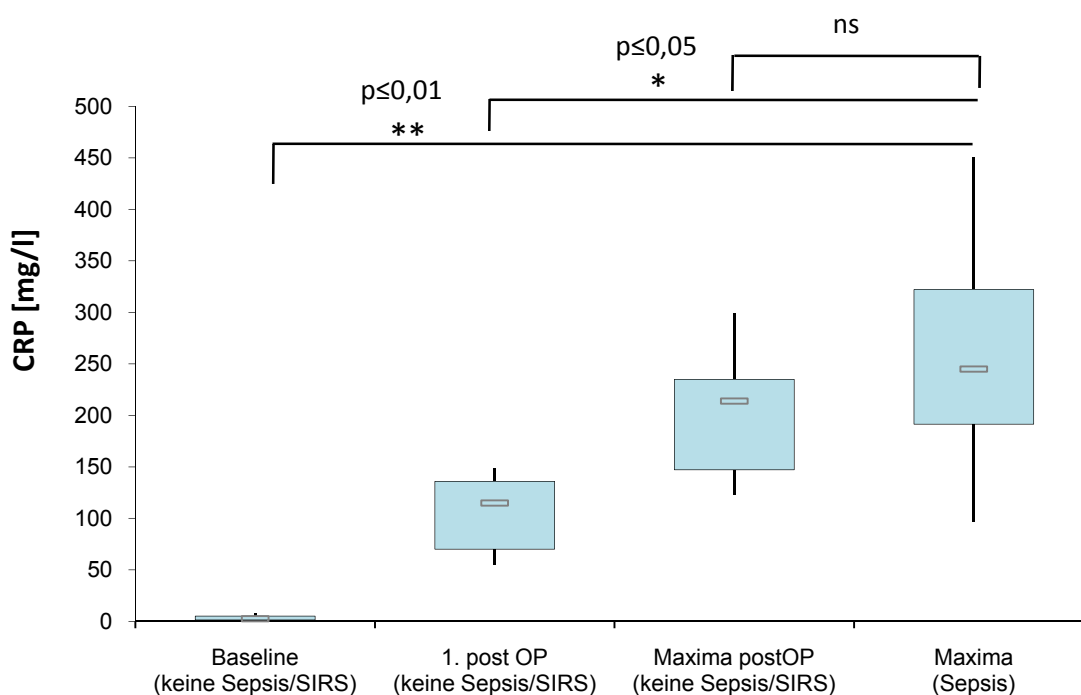 ns
p≤0,05
*
p≤0,01
**
CRP [mg/l]
500
450
400
350
300
250
200
150
100
50
0
Baseline
(keine Sepsis/SIRS)
1. post OP
(keine Sepsis/SIRS)
Maxima postOP
(keine Sepsis/SIRS)
Maxima
(Sepsis)